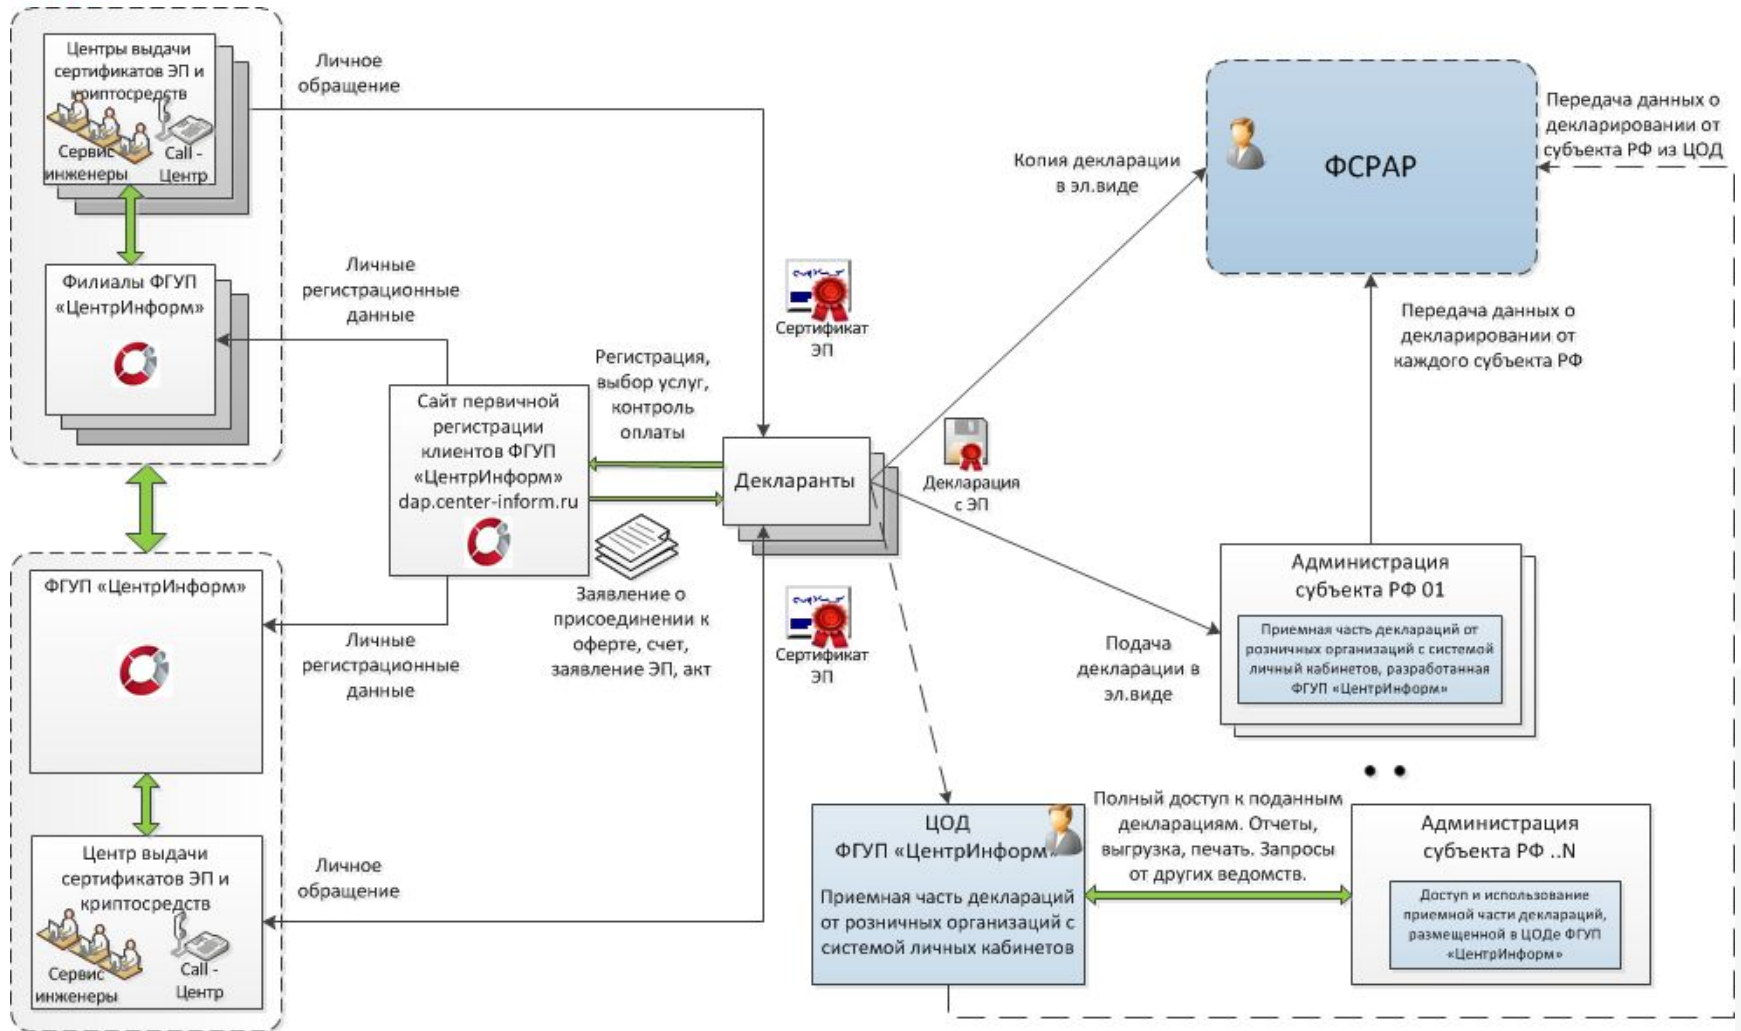 Центры выдачи
сертификатов ЭП и
криптосредств
Сервис
инженеры
Call -
Центр
Личное
обращение
Филиалы ФГУП
«ЦентрИнформ»
Личные
регистрационные
данные
Сайт первичной
регистрации
клиентов ФГУП
«ЦентрИнформ»
dap.center-inform.ru
Регистрация,
выбор услуг,
контроль
оплаты
Сертификат
ЭП
Декларанты
Заявление о
присоединении к
оферте, счет,
заявление ЭП, акт
Сертификат
ЭП
ФГУП «ЦентрИнформ»
Личные
регистрационные
данные
Центр выдачи
сертификатов ЭП и
криптосредств
Сервис
инженеры
Call -
Центр
Личное
обращение
Копия декларации
в эл.виде
ФСРАР
Передача данных о
декларировании от
субъекта РФ из ЦОД
Передача данных о
декларировании от
каждого субъекта РФ
Декларация
с ЭП
Подача
декларации в
эл.виде
Администрация
субъекта РФ 01
Приемная часть деклараций от
розничных организаций с системой
личный кабинетов, разработанная
ФГУП «ЦентрИнформ»
ЦОД
ФГУП «ЦентрИнформ»
Приемная часть деклараций
от розничных организаций с
системой личных кабинетов
Полный доступ к поданным
декларациям. Отчеты,
выгрузка, печать. Запросы
от других ведомств.
Администрация
субъекта РФ ..N
Доступ и использование
приемной части деклараций,
размещенной в ЦОДе ФГУП
«ЦентрИнформ»